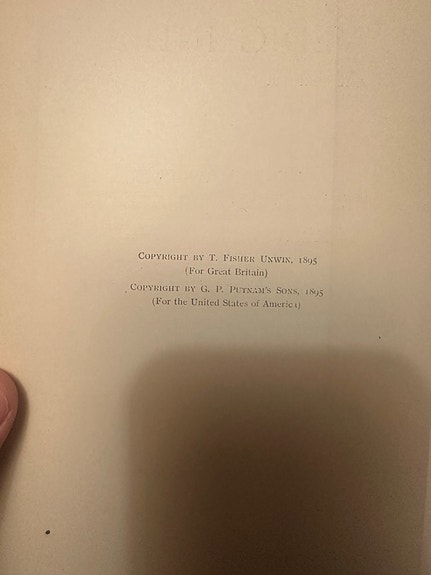 Copyright by T. Fisher Unwin, 1895
(For Great Britain)
Copyright by G. P. Putnam's Sons, 1895
(For the United States of America)